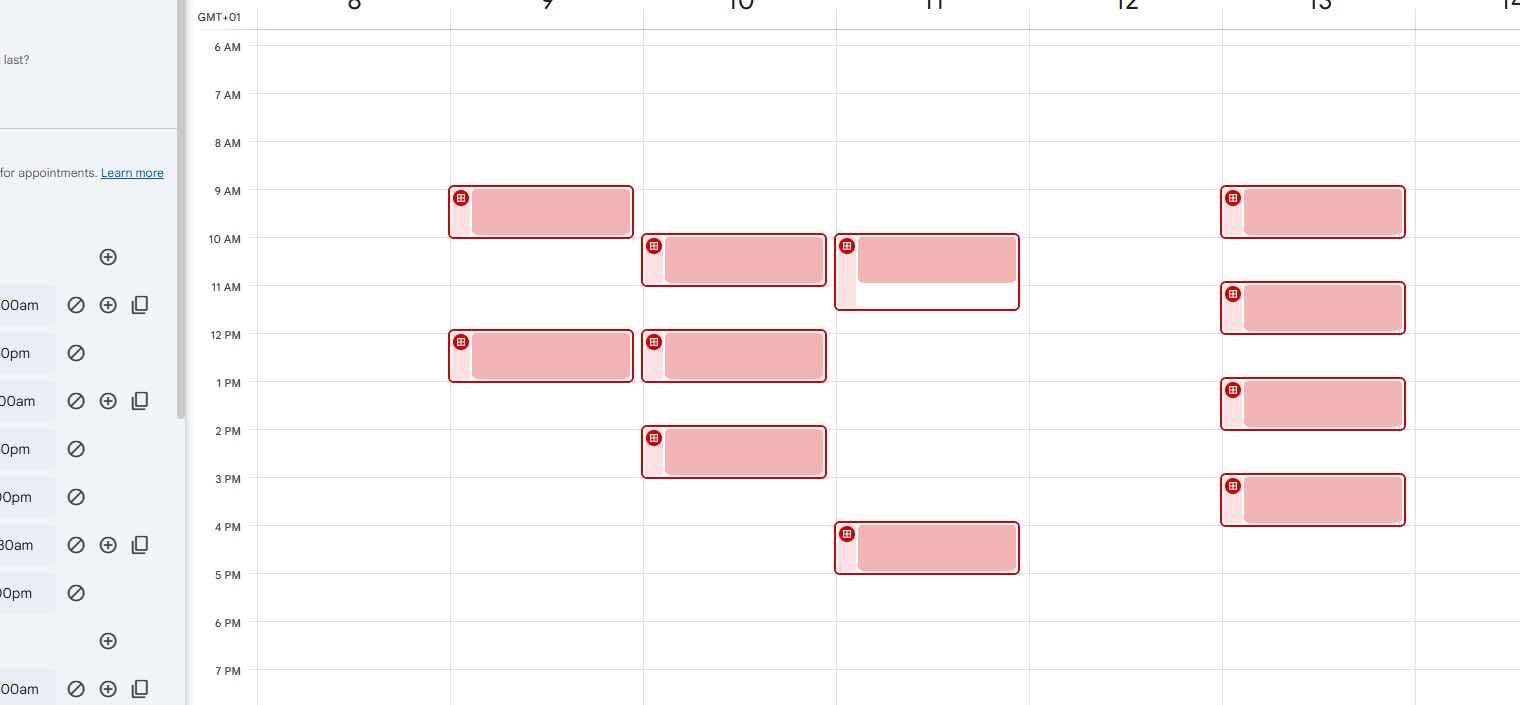 8 9 10 11 12 13 14
GMT+01
last?
for appointments. Learn more
00am
0pm
00am
0pm
00pm
30am
00pm
00am
6 AM
7 AM
8 AM
9 AM
10 AM
11 AM
12 PM
1 PM
2 PM
3 PM
4 PM
5 PM
6 PM
7 PM